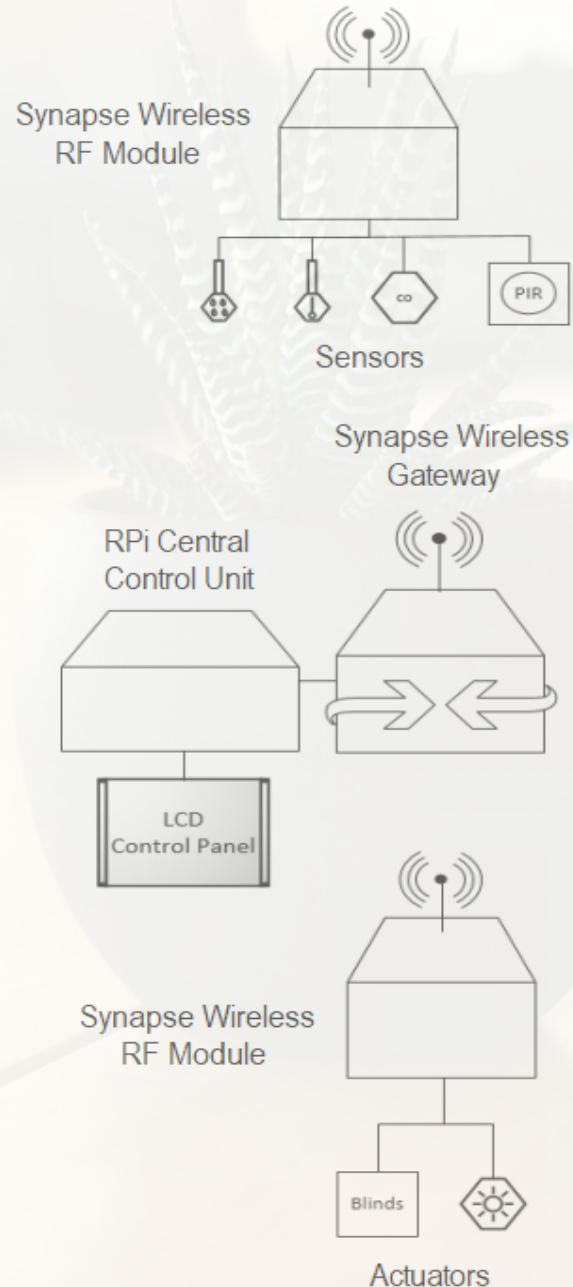 Synapse Wireless
RF Module
CO
PIR
Sensors
Synapse Wireless
Gateway
RPi Central
Control Unit
LCD
Control Panel
Synapse Wireless
RF Module
Blinds
Actuators